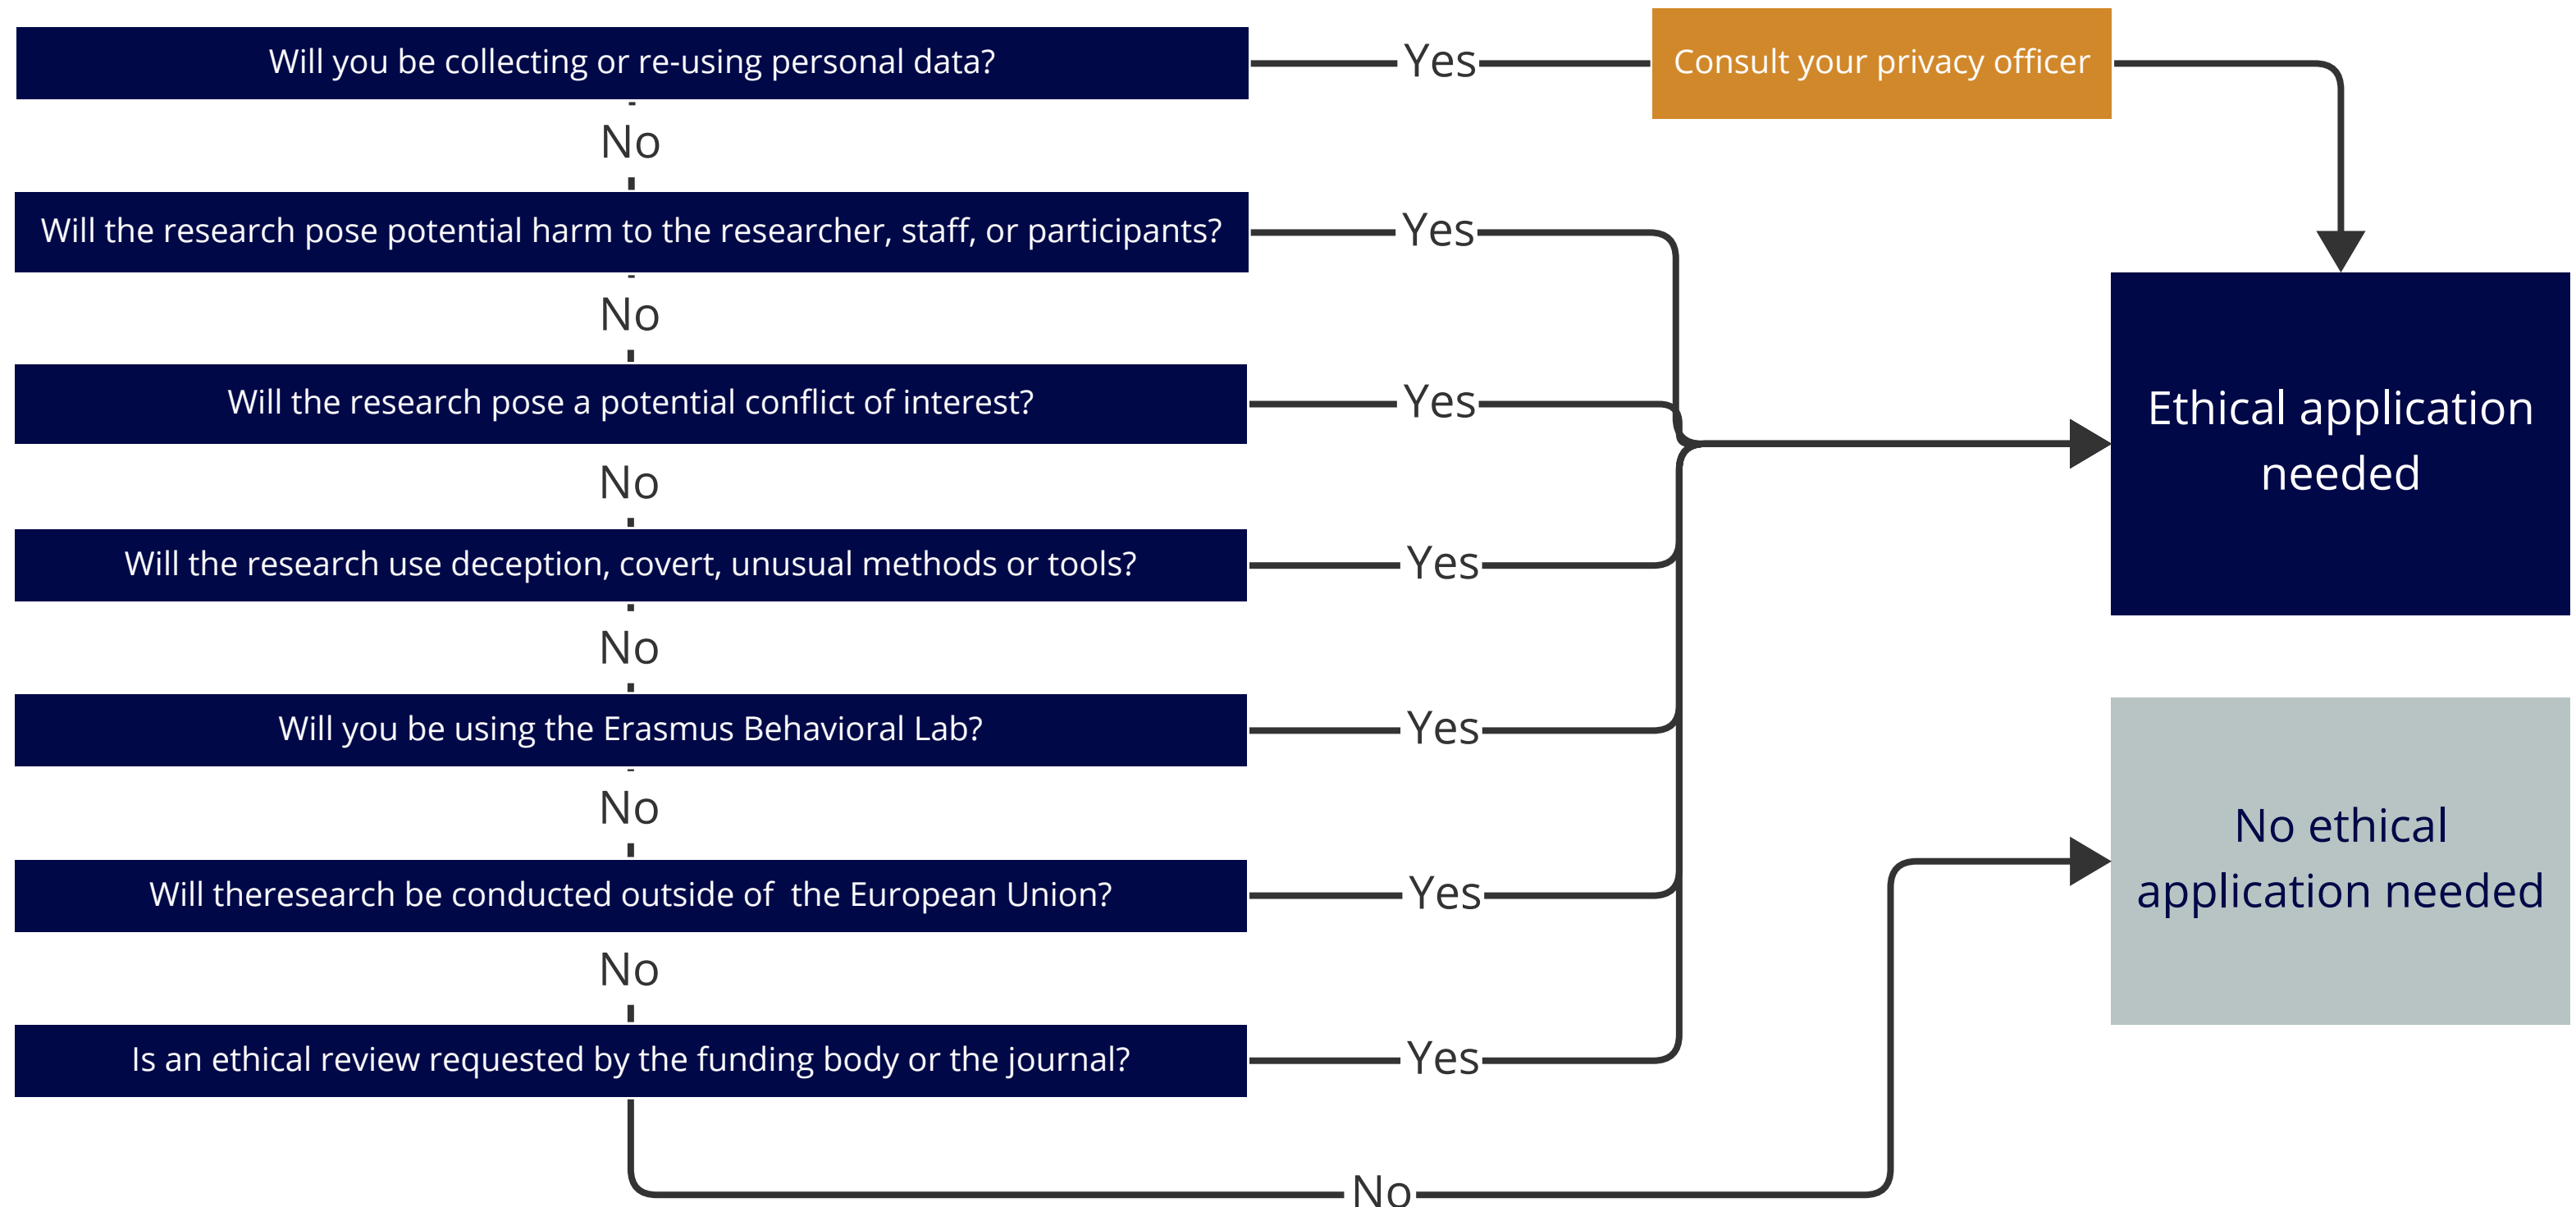 Will you be collecting or re-using personal data?
Yes
Consult your privacy officer
No
Will the research pose potential harm to the researcher, staff, or participants?
Yes
No
Will the research pose a potential conflict of interest?
Yes
Ethical application
needed
No
Will the research use deception, covert, unusual methods or tools?
Yes
No
Will you be using the Erasmus Behavioral Lab?
Yes
No
Will theresearch be conducted outside of  the European Union?
Yes
No ethical
application needed
No
Is an ethical review requested by the funding body or the journal?
Yes
No